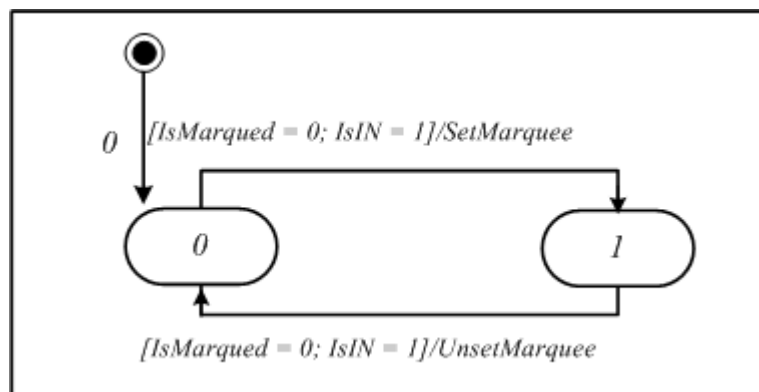 [IsMarqued = 0; IsIN = 1]/SetMarquee
0
0
1
[IsMarqued = 0; IsIN = 1]/UnsetMarquee